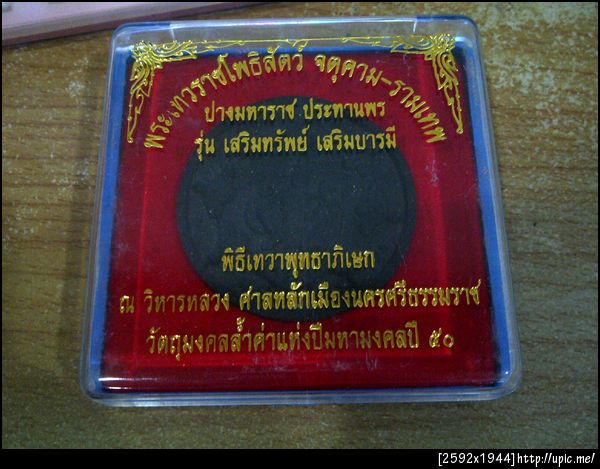 พระเทวราชโพธิสัตว์ จตุคาม-รามเทพ
ปางมหาราช ประทานพร
รุ่น เสริมทรัพย์ เสริมบารมี
พิธีเทวาพุทธาภิเษก
ณ วิหารหลวง ศาลหลักเมืองนครศรีธรรมราช
วัตถุมงคลล้ำค่าแห่งปีมหามงคลปี ๕๐
[2592x1944]http://upic.me/